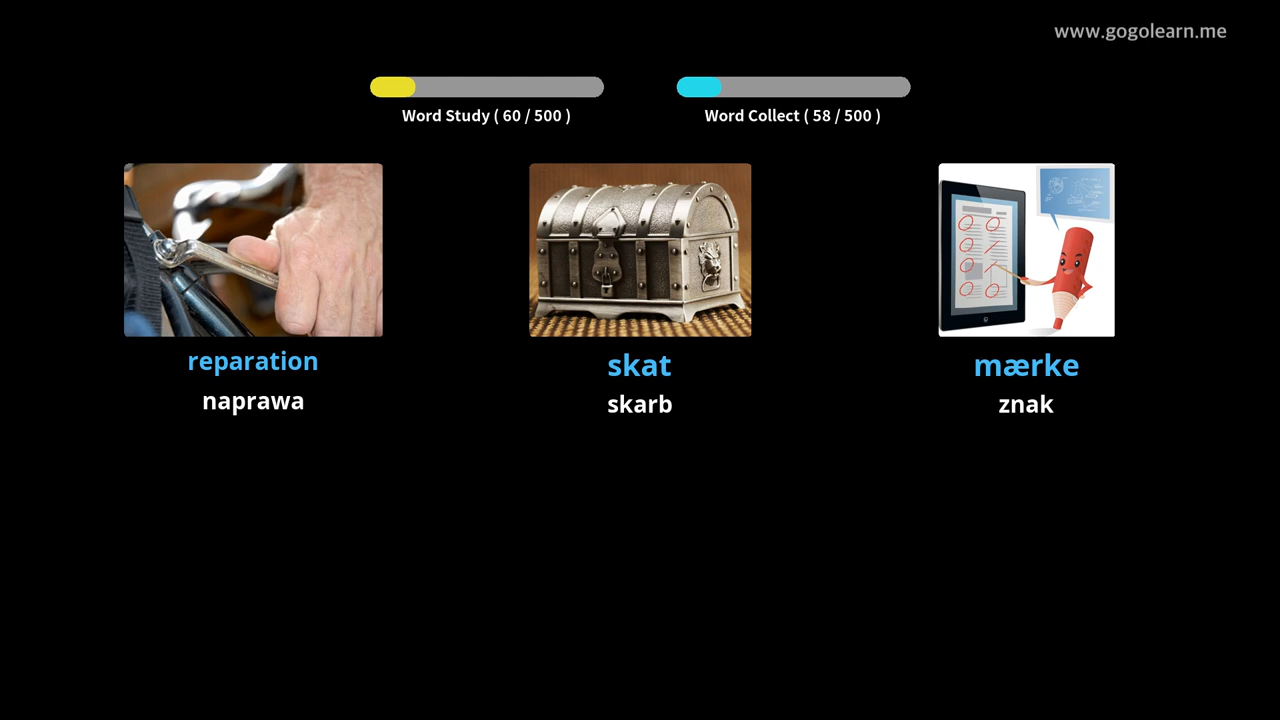 www.gogolearn.me
Word Study ( 60 / 500 )
Word Collect ( 58 / 500 )
reparation
naprawa
skat
skarb
mærke
znak